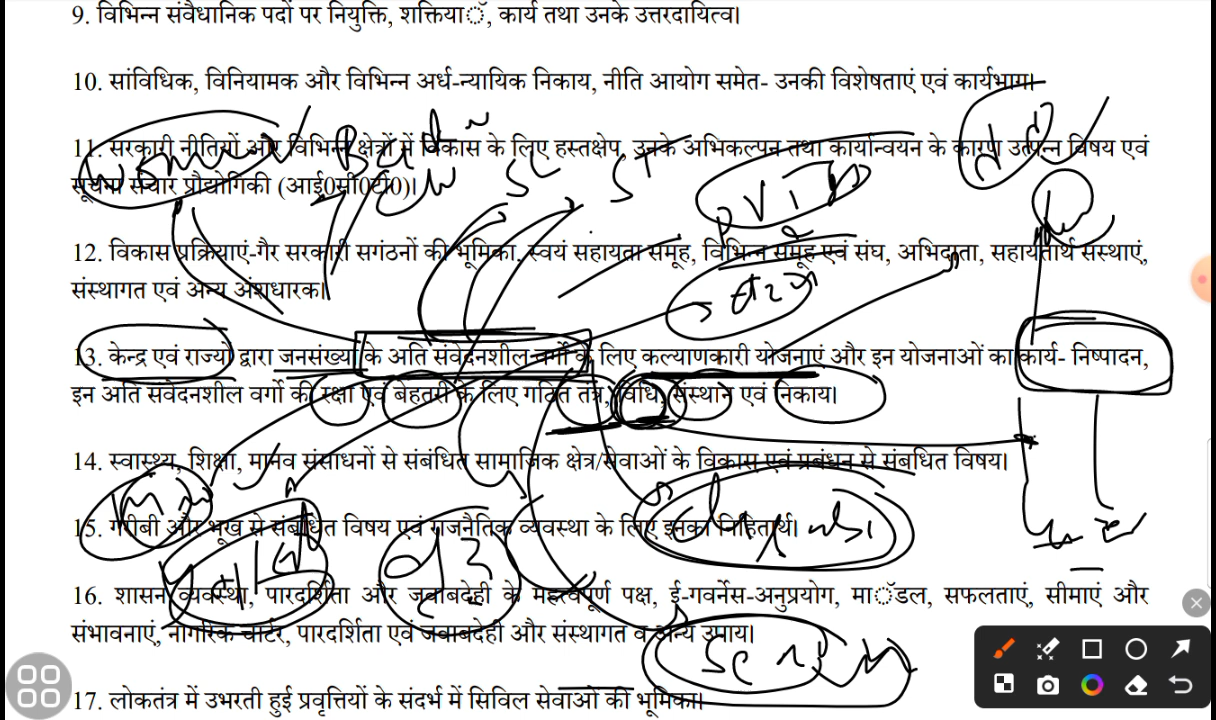 9. विभिन्न संवैधानिक पदों पर नियुक्ति, शक्तियाॅं, कार्य तथा उनके उत्तरदायित्व।
10. सांविधिक, विनियामक और विभिन्न अर्ध-न्यायिक निकाय, नीति आयोग समेत- उनकी विशेषताएं एवं कार्यभाग।
11. सरकारी नीतियों और विभिन्न क्षेत्रों में विकास के लिए हस्तक्षेप, उनके अभिकल्पन तथा कार्यान्वयन के कारण उत्पन्न विषय एवं
सूचना संचार प्रौद्योगिकी (आई0सी0टी0)।
SC ST
PVT
12. विकास प्रक्रियाएं-गैर सरकारी सगंठनों की भूमिका, स्वयं सहायता समूह, विभिन्न समूह एवं संघ, अभिदाता, सहायतार्थ संस्थाएं,
संस्थागत एवं अन्य अंशधारक।
13. केन्द्र एवं राज्यों द्वारा जनसंख्या के अति संवेदनशील वर्गों के लिए कल्याणकारी योजनाएं और इन योजनाओं का कार्य- निष्पादन,
इन अति संवेदनशील वर्गो की रक्षा एवं बेहतरी के लिए गठित तंत्र, विधि, संस्थान एवं निकाय।
14. स्वास्थ्य, शिक्षा, मानव संसाधनों से संबंधित सामाजिक क्षेत्र/सेवाओं के विकास एवं प्रबंधन से संबधित विषय।
15. गरीबी और भूख से संबंधित विषय एवं राजनैतिक व्यवस्था के लिए इनका निहितार्थ।
16. शासन व्यवस्था, पारदर्शिता और जवाबदेही के महत्वपूर्ण पक्ष, ई-गवर्नेस-अनुप्रयोग, माॅडल, सफलताएं, सीमाएं और
संभावनाएं, नागरिक चार्टर, पारदर्शिता एवं जवाबदेही और संस्थागत व अन्य उपाय।
SC
17. लोकतंत्र में उभरती हुई प्रवृत्तियों के संदर्भ में सिविल सेवाओं की भूमिका।